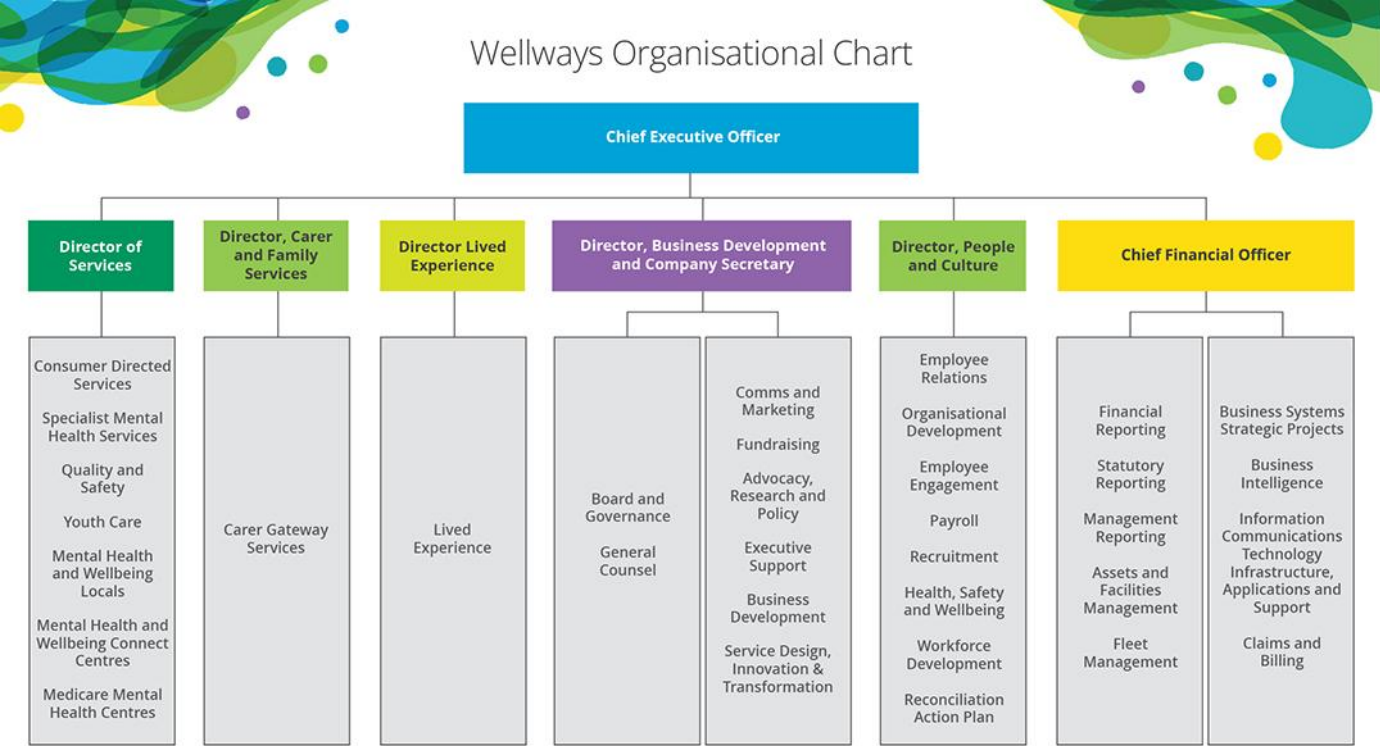 Wellways Organisational Chart
Chief Executive Officer
Director of
Services
Director, Carer
and Family
Services
Director Lived
Experience
Director, Business Development
and Company Secretary
Director, People
and Culture
Chief Financial Officer
Consumer Directed
Services
Specialist Mental
Health Services
Quality and
Safety
Youth Care
Mental Health
and Wellbeing
Locals
Mental Health and
Wellbeing Connect
Centres
Medicare Mental
Health Centres
Carer Gateway
Services
Lived
Experience
Board and
Governance
General
Counsel
Comms and
Marketing
Fundraising
Advocacy,
Research and
Policy
Executive
Support
Business
Development
Service Design,
Innovation &
Transformation
Employee
Relations
Organisational
Development
Employee
Engagement
Payroll
Recruitment
Health, Safety
and Wellbeing
Workforce
Development
Reconciliation
Action Plan
Financial
Reporting
Statutory
Reporting
Management
Reporting
Assets and
Facilities
Management
Fleet
Management
Business Systems
Strategic Projects
Business
Intelligence
Information
Communications
Technology
Infrastructure,
Applications and
Support
Claims and
Billing